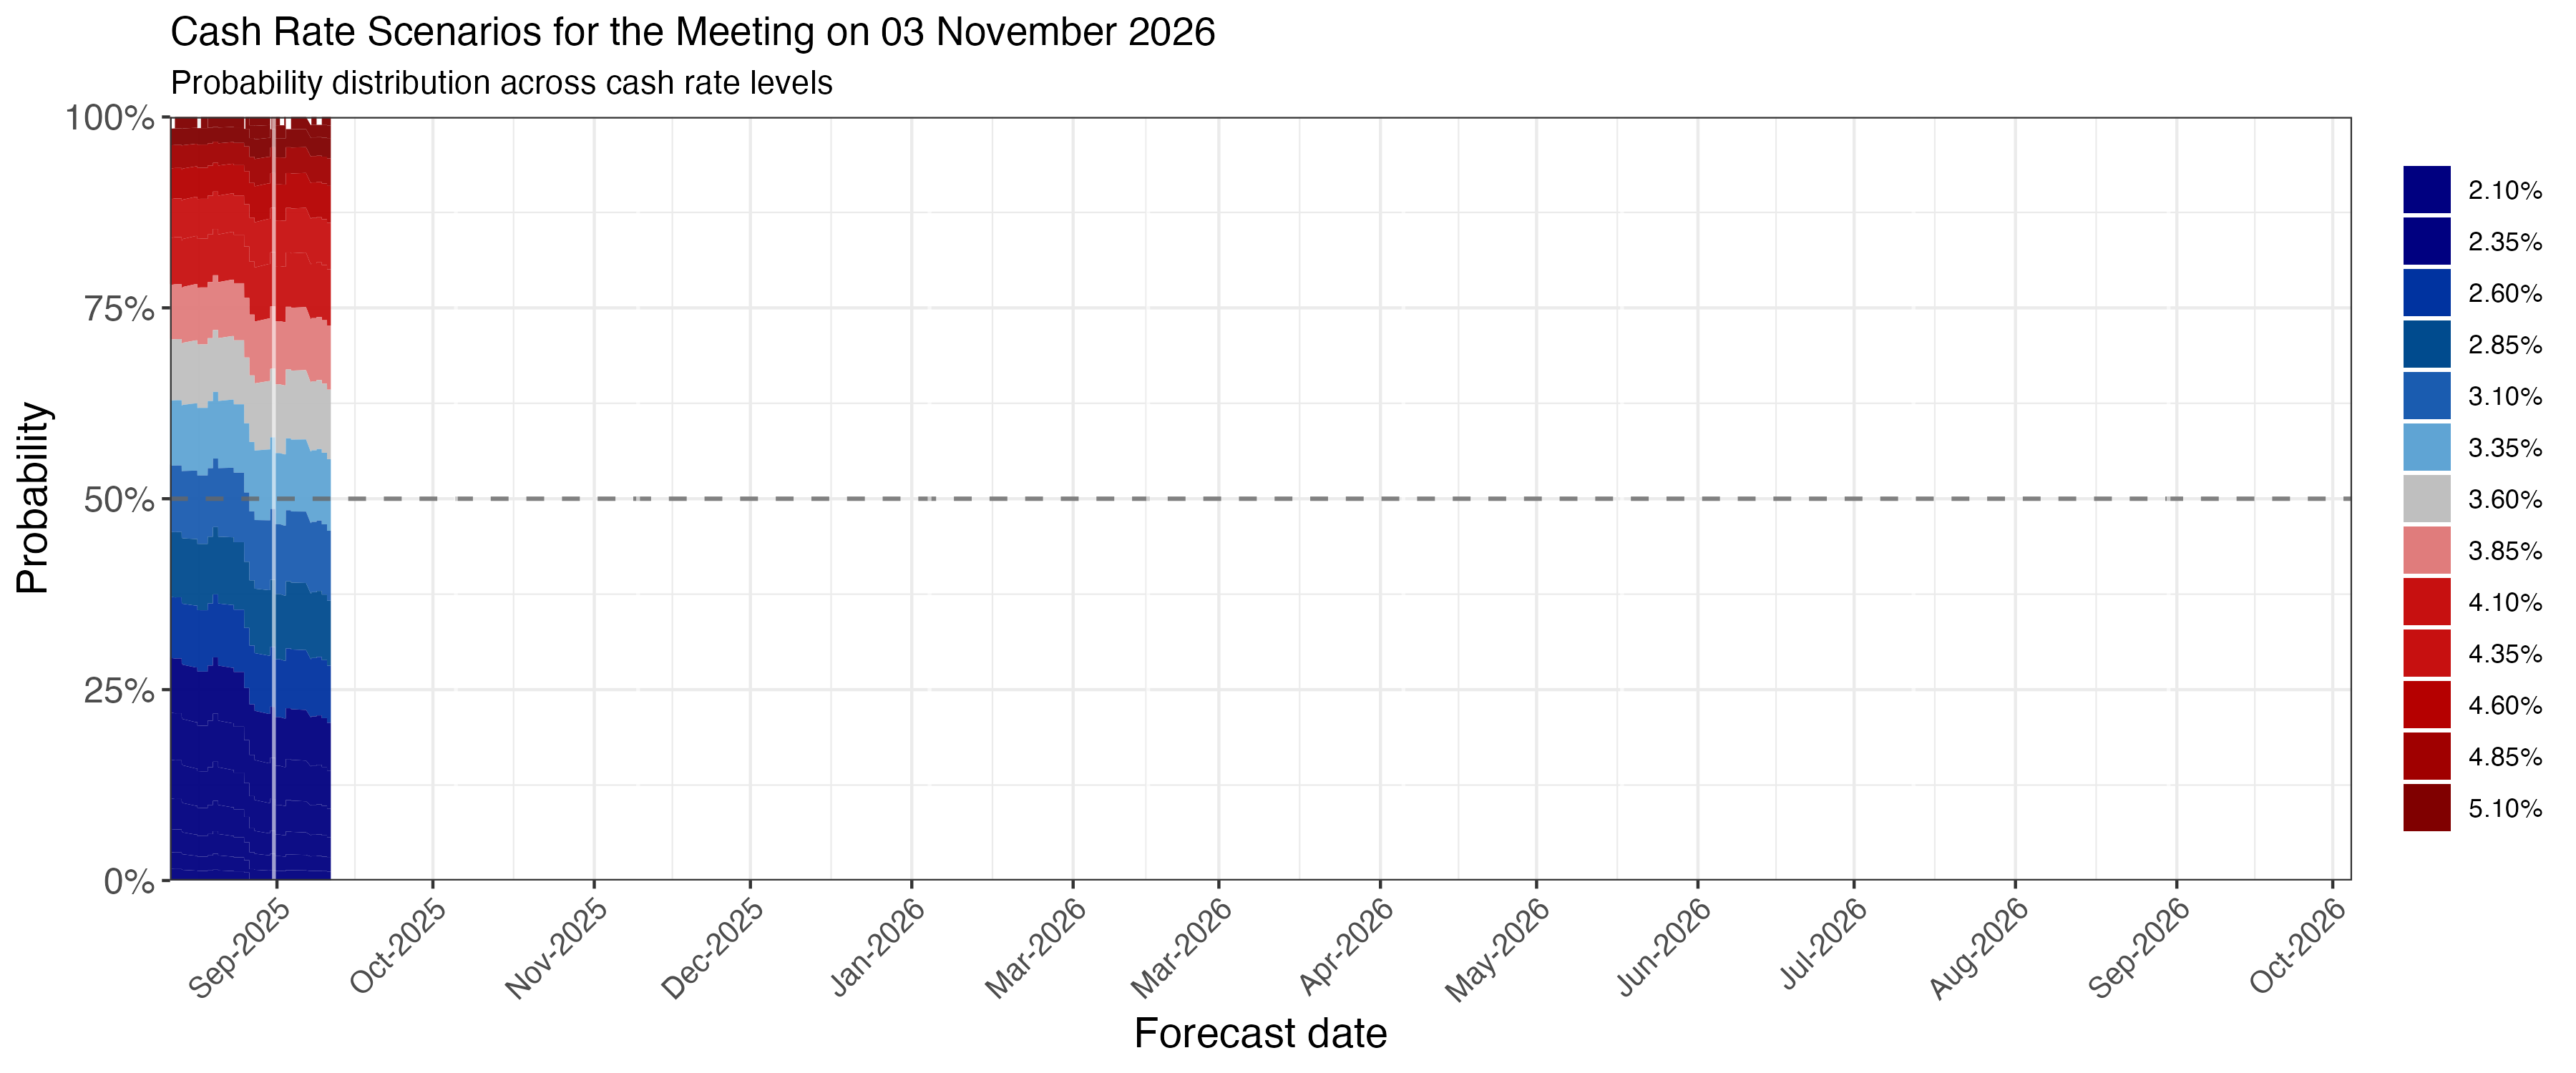 Cash Rate Scenarios for the Meeting on 03 November 2026
Probability distribution across cash rate levels
100%
75%
50%
25%
0%
Probability
Sep-2025
Oct-2025
Nov-2025
Dec-2025
Jan-2026
Mar-2026
Mar-2026
Apr-2026
May-2026
Jun-2026
Jul-2026
Aug-2026
Sep-2026
Oct-2026
Forecast date
2.10%
2.35%
2.60%
2.85%
3.10%
3.35%
3.60%
3.85%
4.10%
4.35%
4.60%
4.85%
5.10%